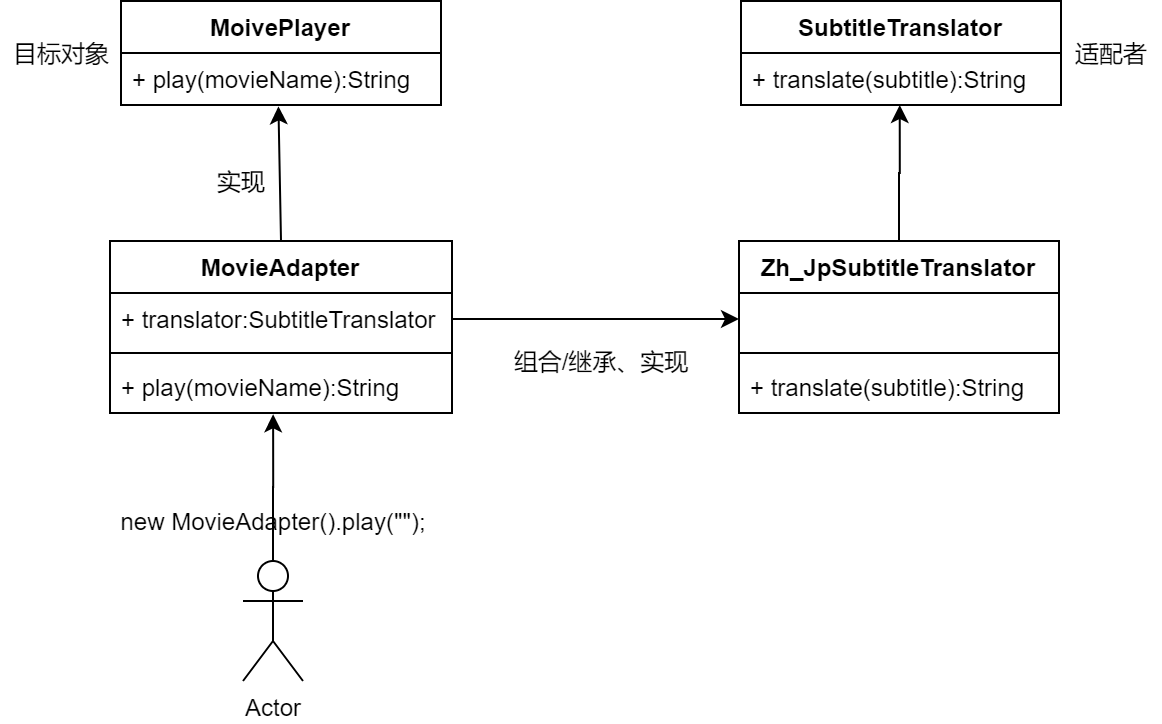 MoivePlayer
目标对象
+ play(movieName):String
SubtitleTranslator
适配者
+ translate(subtitle):String
实现
MovieAdapter
+ translator:SubtitleTranslator
+ play(movieName):String
组合/继承、实现
Zh_JpSubtitleTranslator
+ translate(subtitle):String
new MovieAdapter().play("");
Actor